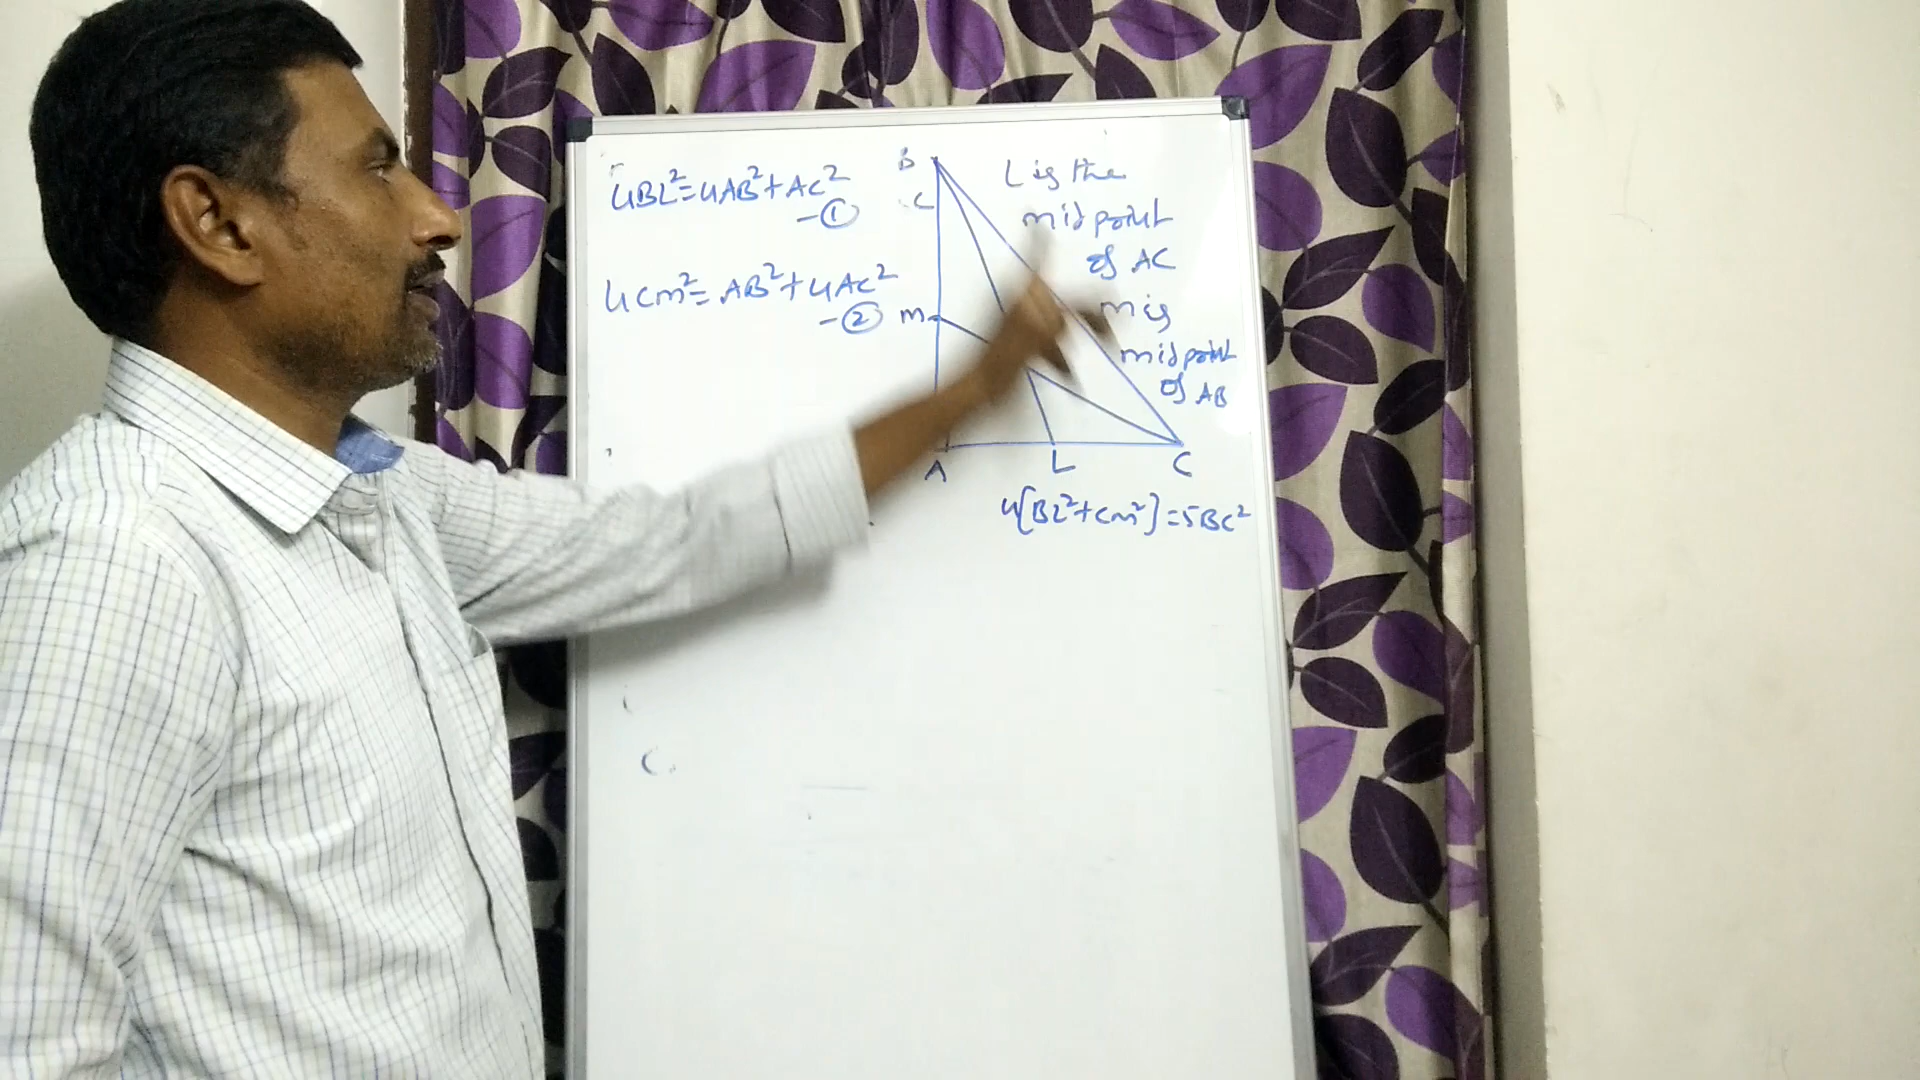 4BL²=4AB²+AC²
-①
4Cm²=AB²+4AC²
-②
B
C
m
A
L
C
L is the
midpoint
of AC
m is
midpoint
of AB
4[BL²+Cm²]=5BC²